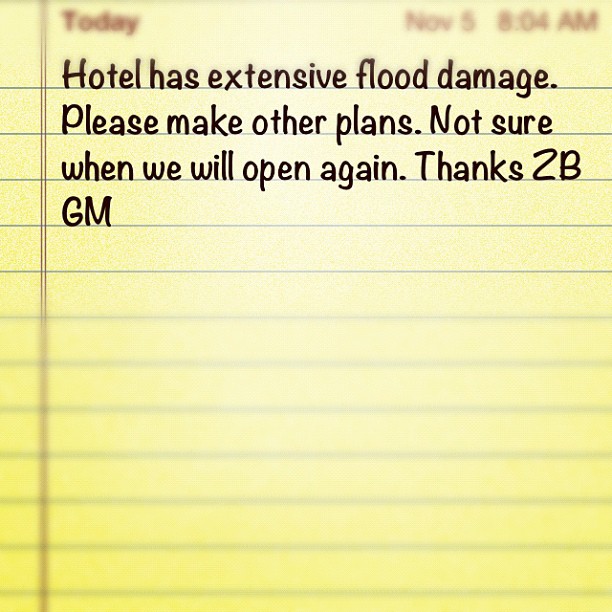 Today Nov 5 8:04 AM
Hotel has extensive flood damage.
Please make other plans. Not sure
when we will open again. Thanks ZB
GM